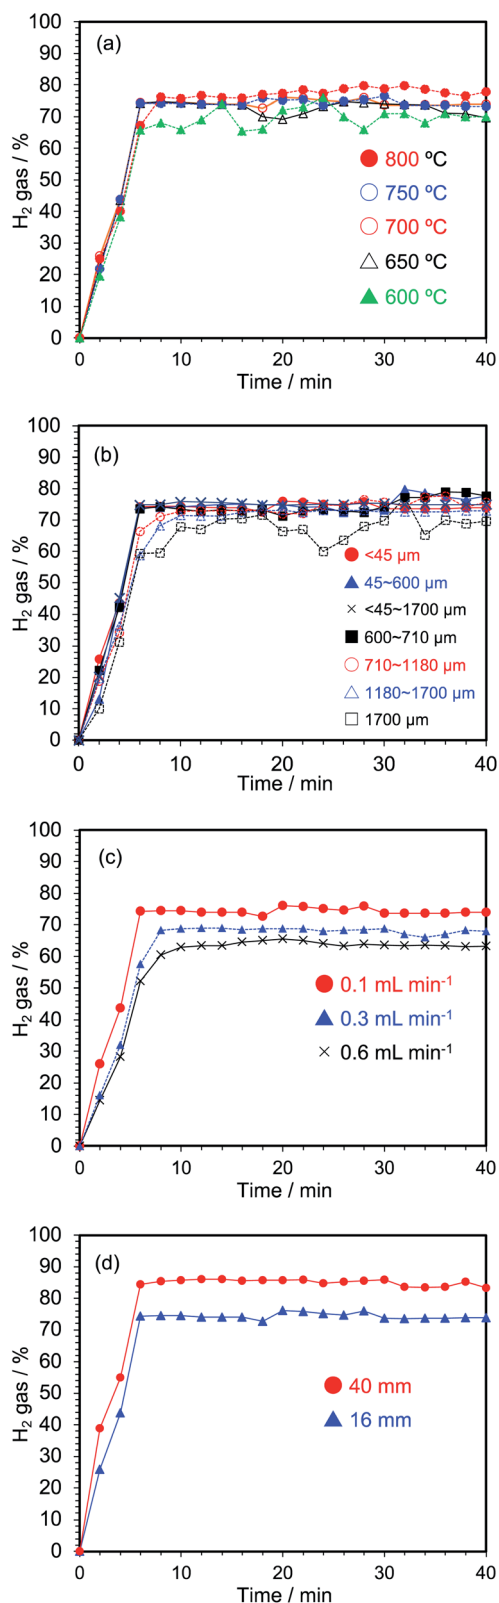 (a)
H2 gas / %
100
90
80
70
60
50
40
30
20
10
0
800 ºC
750 ºC
700 ºC
650 ºC
600 ºC
0 10 20 30 40
Time / min
(b)
H2 gas / %
100
90
80
70
60
50
40
30
20
10
0
<45 µm
45~600 µm
<45~1700 µm
600~710 µm
710~1180 µm
1180~1700 µm
1700 µm
0 10 20 30 40
Time / min
(c)
H2 gas / %
100
90
80
70
60
50
40
30
20
10
0
0.1 mL min-1
0.3 mL min-1
0.6 mL min-1
0 10 20 30 40
Time / min
(d)
H2 gas / %
100
90
80
70
60
50
40
30
20
10
0
40 mm
16 mm
0 10 20 30 40
Time / min